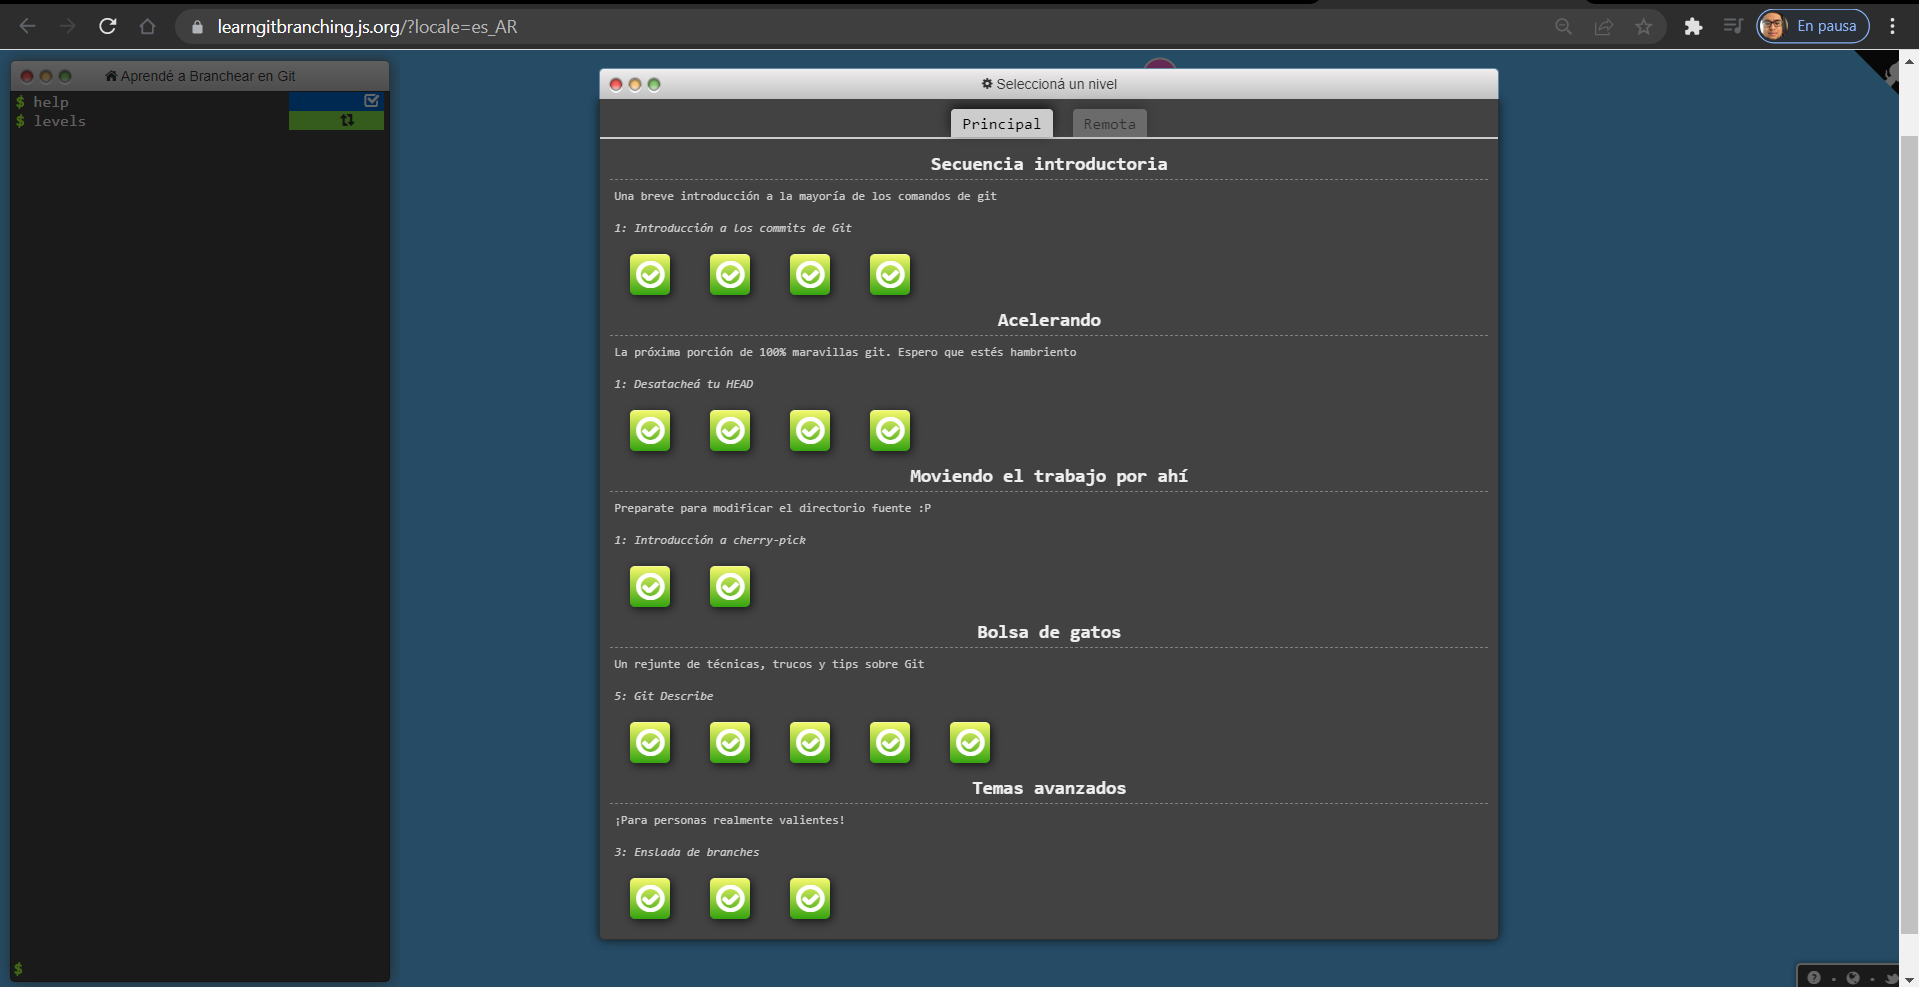 learngitbranching.js.org/?locale=es_AR
En pausa
Aprendé a Branchear en Git
$ help
$ levels
$
Seleccioná un nivel
Principal
Remota
Secuencia introductoria
Una breve introducción a la mayoría de los comandos de git
1: Introducción a los commits de Git
Acelerando
La próxima porción de 100% maravillas git. Espero que estés hambriento
1: Desatacheá tu HEAD
Moviendo el trabajo por ahí
Preparate para modificar el directorio fuente :P
1: Introducción a cherry-pick
Bolsa de gatos
Un rejunte de técnicas, trucos y tips sobre Git
5: Git Describe
Temas avanzados
¡Para personas realmente valientes!
3: Enslada de branches